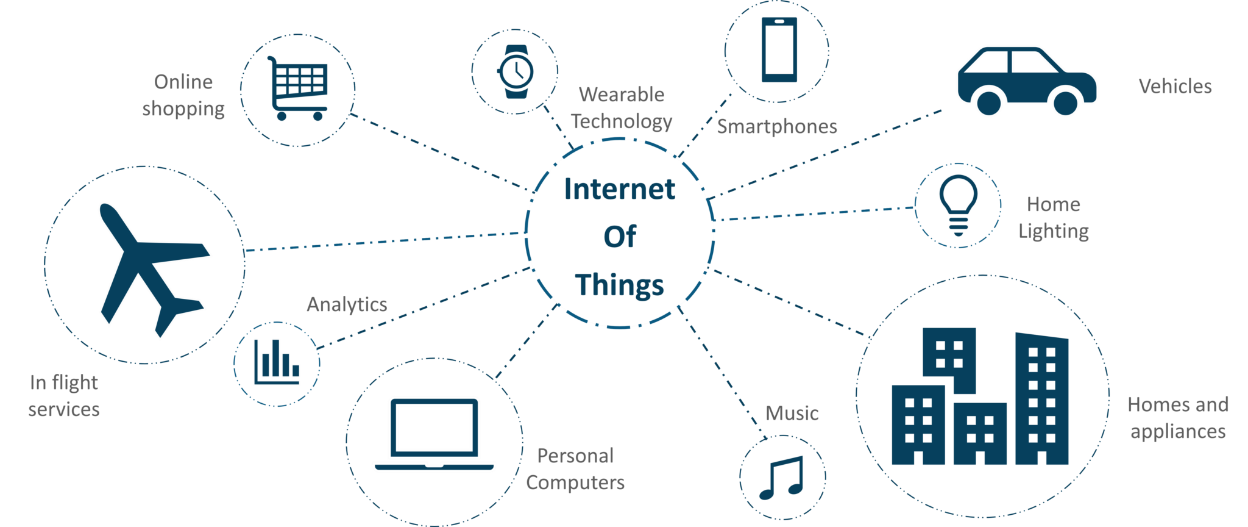 Online
shopping
Wearable
Technology
Smartphones
Vehicles
Internet
Of
Things
Home
Lighting
Analytics
In flight
services
Personal
Computers
Music
Homes and
appliances